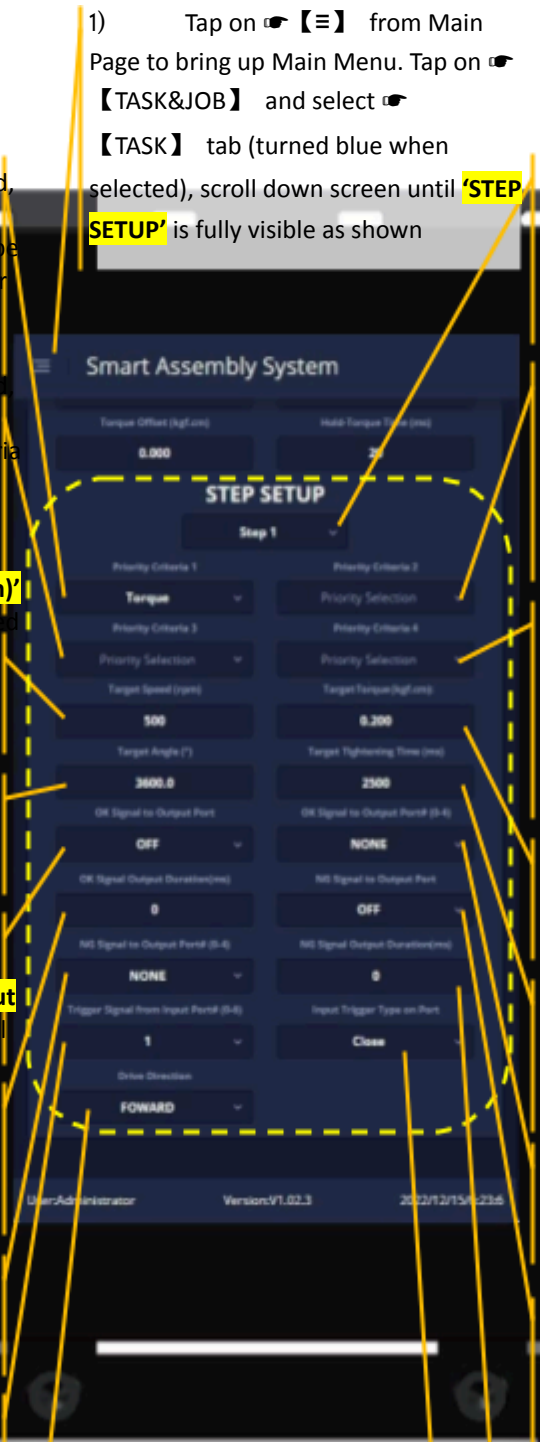 1) Tap on ☛【≡】 from Main
Page to bring up Main Menu. Tap on ☛
【TASK&JOB】 and select ☛
【TASK】 tab (turned blue when
selected), scroll down screen until ‘STEP
SETUP’ is fully visible as shown
≡ Smart Assembly System
Torque Offset (kgf.cm) Hold-Torque Time (ms)
0.000
STEP SETUP
Step 1
Priority Criteria 1 Priority Criteria 2
Torque Priority Selection
Priority Criteria 3 Priority Criteria 4
Priority Selection Priority Selection
Target Speed (rpm) Target Torque (kgf.cm)
500 0.200
Target Angle (°) Target Tightening Time (ms)
3600.0 2500
OK Signal to Output Port OK Signal to Output Port# (0-4)
OFF NONE
OK Signal Output Duration(ms) NG Signal to Output Port
0 OFF
NG Signal to Output Port# (0-4) NG Signal Output Duration(ms)
NONE 0
Trigger Signal from Input Port# (0-8) Input Trigger Type on Port
1 Close
Drive Direction
FOWARD
User:Administrator Version:V1.02.3 2022/12/15/6:23:6